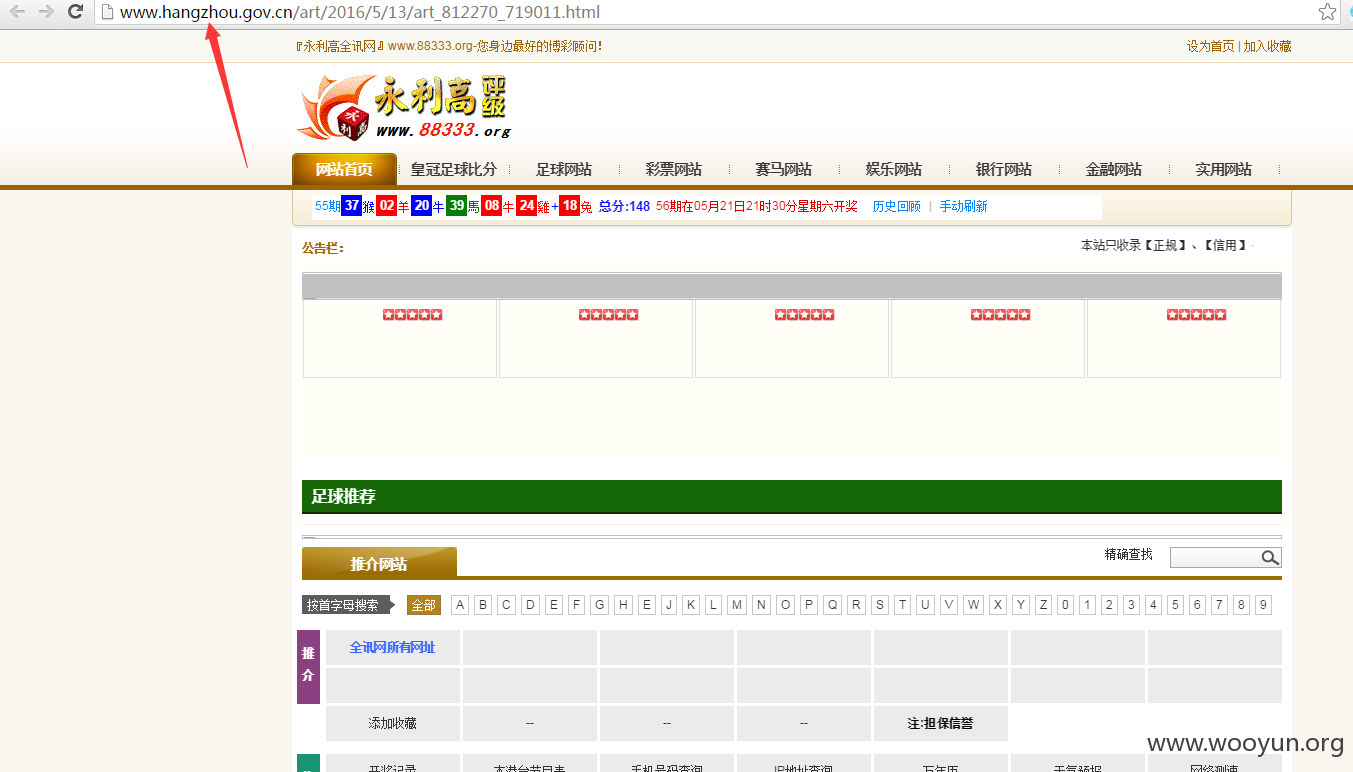 www.hangzhou.gov.cn/art/2016/5/13/art_812270_719011.html
『永利高全讯网』www.88333.org-您身边最好的博彩顾问！ 设为首页 | 加入收藏
永利高 评级
永利高
www.88333.org
网站首页 皇冠足球比分 足球网站 彩票网站 赛马网站 娱乐网站 银行网站 金融网站 实用网站
55期 37 猴 02 羊 20 牛 39 馬 08 牛 24 雞 + 18 兔 总分:148 56期在05月21日21时30分星期六开奖 历史回顾 | 手动刷新
公告栏： 本站只收录【正规】、【信用】
足球推荐
推介网站 精确查找
按首字母搜索 全部 A B C D E F G H E J K L M N O P Q R S T U V W X Y Z 0 1 2 3 4 5 6 7 8 9
推介 全讯网所有网址
添加收藏 -- -- -- 注:担保信誉
开奖记录 本港台节目表 手机号码查询 IP地址查询 万年历 天气预报 网络测速
www.wooyun.org